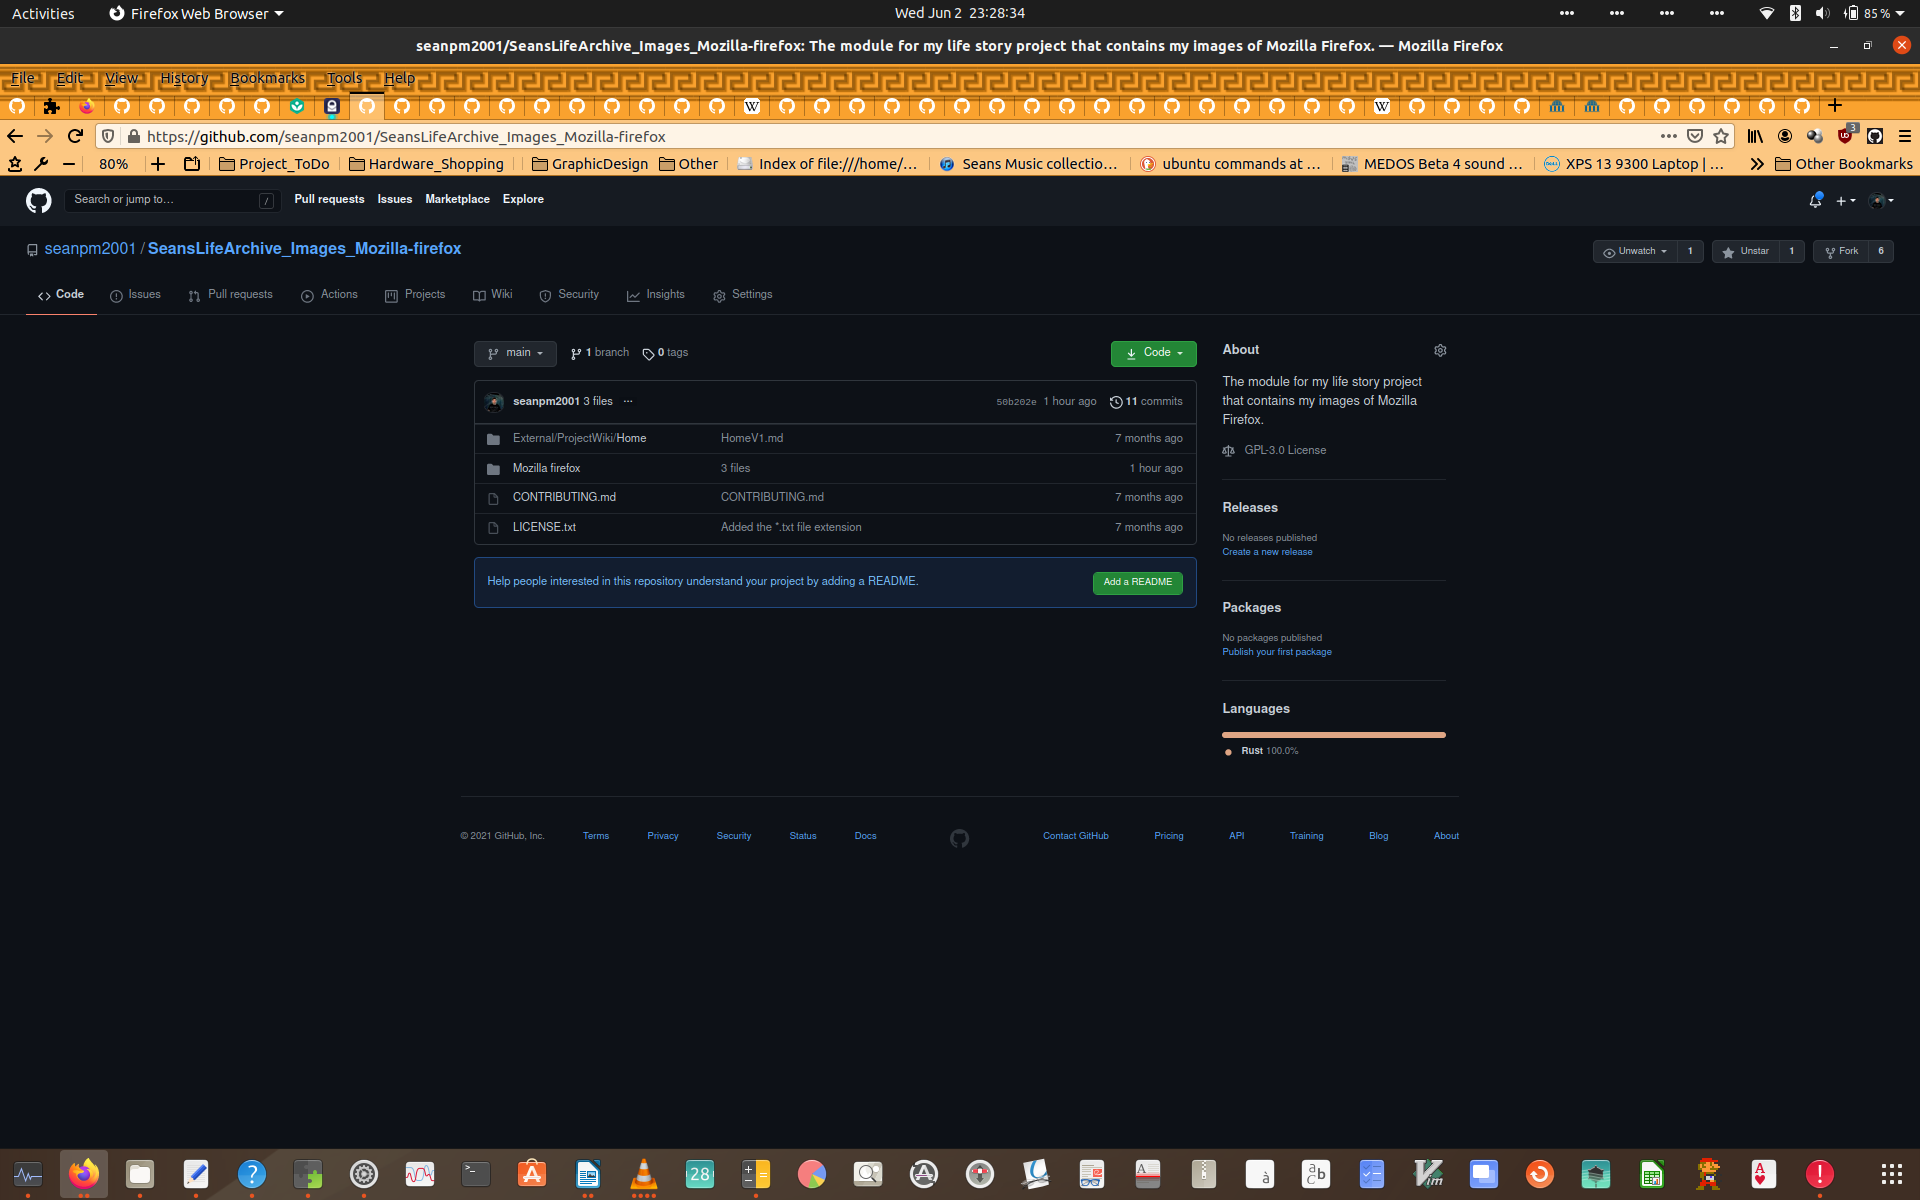 Activities Firefox Web Browser Wed Jun 2 23:28:34 85%
seanpm2001/SeansLifeArchive_Images_Mozilla-firefox: The module for my life story project that contains my images of Mozilla Firefox. — Mozilla Firefox
File Edit View History Bookmarks Tools Help
https://github.com/seanpm2001/SeansLifeArchive_Images_Mozilla-firefox 3
80% Project_ToDo Hardware_Shopping GraphicDesign Other Index of file:///home/... Seans Music collectio... ubuntu commands at ... MEDOS Beta 4 sound ... XPS 13 9300 Laptop | ... Other Bookmarks
Search or jump to... / Pull requests Issues Marketplace Explore
seanpm2001 / SeansLifeArchive_Images_Mozilla-firefox Unwatch 1 Unstar 1 Fork 6
Code Issues Pull requests Actions Projects Wiki Security Insights Settings
main 1 branch 0 tags Code
seanpm2001 3 files ... 50b202e 1 hour ago 11 commits
External/ProjectWiki/Home HomeV1.md 7 months ago
Mozilla firefox 3 files 1 hour ago
CONTRIBUTING.md CONTRIBUTING.md 7 months ago
LICENSE.txt Added the *.txt file extension 7 months ago
Help people interested in this repository understand your project by adding a README. Add a README
About
The module for my life story project
that contains my images of Mozilla
Firefox.
GPL-3.0 License
Releases
No releases published
Create a new release
Packages
No packages published
Publish your first package
Languages
Rust 100.0%
© 2021 GitHub, Inc. Terms Privacy Security Status Docs Contact GitHub Pricing API Training Blog About
28